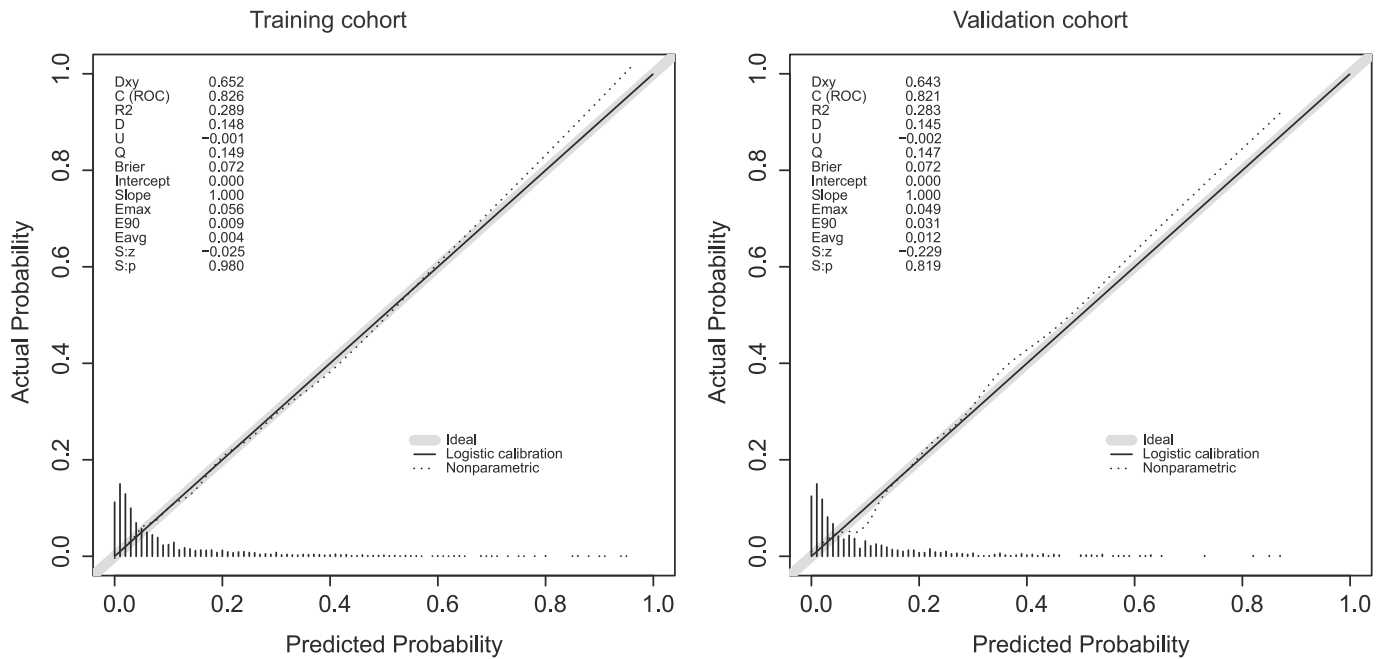 Training cohort
Dxy 0.652
C (ROC) 0.826
R2 0.289
D 0.148
U −0.001
Q 0.149
Brier 0.072
Intercept 0.000
Slope 1.000
Emax 0.056
E90 0.009
Eavg 0.004
S:z −0.025
S:p 0.980
Ideal
Logistic calibration
Nonparametric
Actual Probability
1.0
0.8
0.6
0.4
0.2
0.0
0.0 0.2 0.4 0.6 0.8 1.0
Predicted Probability
Validation cohort
Dxy 0.643
C (ROC) 0.821
R2 0.283
D 0.145
U −0.002
Q 0.147
Brier 0.072
Intercept 0.000
Slope 1.000
Emax 0.049
E90 0.031
Eavg 0.012
S:z −0.229
S:p 0.819
Ideal
Logistic calibration
Nonparametric
Actual Probability
1.0
0.8
0.6
0.4
0.2
0.0
0.0 0.2 0.4 0.6 0.8 1.0
Predicted Probability